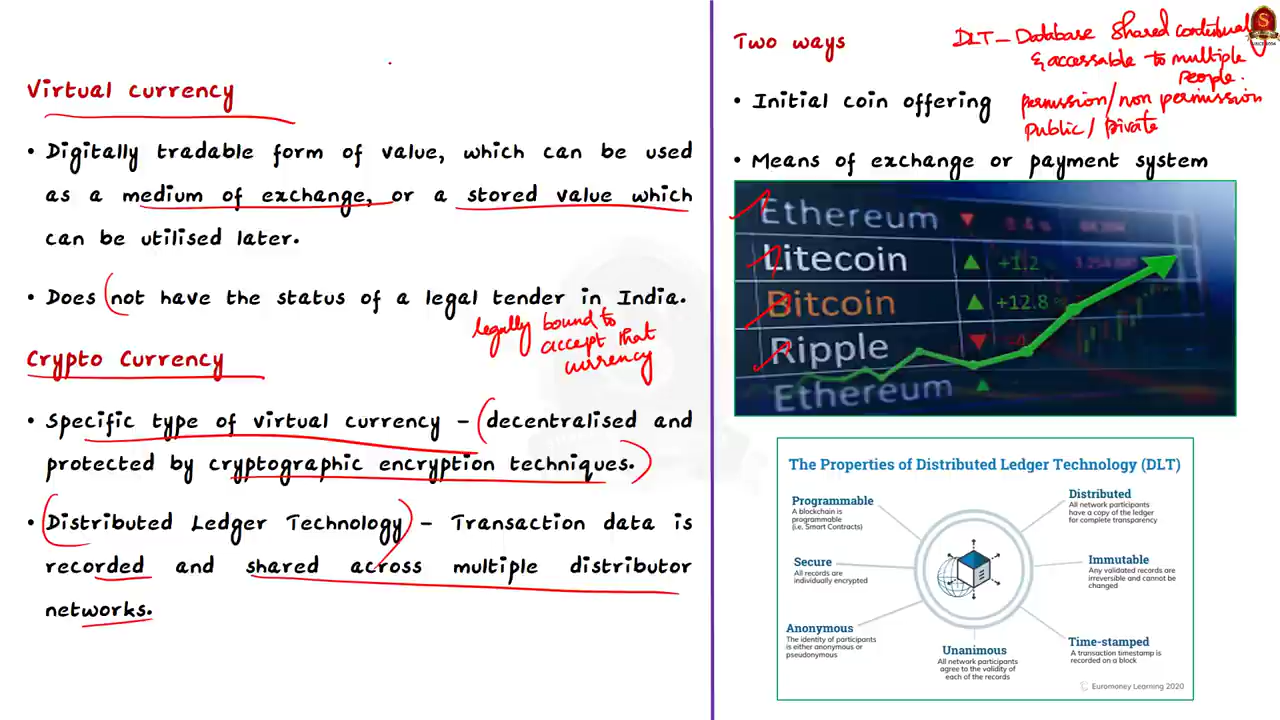 Virtual currency
• Digitally tradable form of value, which can be used
as a medium of exchange, or a stored value which
can be utilised later.
• Does not have the status of a legal tender in India.
legally bound to
accept that
currency
Crypto Currency
• Specific type of virtual currency – decentralised and
protected by cryptographic encryption techniques.
• Distributed Ledger Technology – Transaction data is
recorded and shared across multiple distributor
networks.
Two ways
DLT – Database Shared
& accessable to multiple
people.
• Initial coin offering
permission/non permission
public / private
• Means of exchange or payment system
Ethereum
Litecoin +1.2
Bitcoin +12.8 %
Ripple
Ethereum
The Properties of Distributed Ledger Technology (DLT)
Programmable
A blockchain is
programmable
(i.e. Smart Contracts)
Distributed
All network participants
have a copy of the ledger
for complete transparency
Secure
All records are
individually encrypted
Immutable
Any validated records are
irreversible and cannot be
changed
Anonymous
The identity of participants
is either anonymous or
pseudonymous
Unanimous
All network participants
agree to the validity of
each of the records
Time-stamped
A transaction timestamp is
recorded on a block
Euromoney Learning 2020